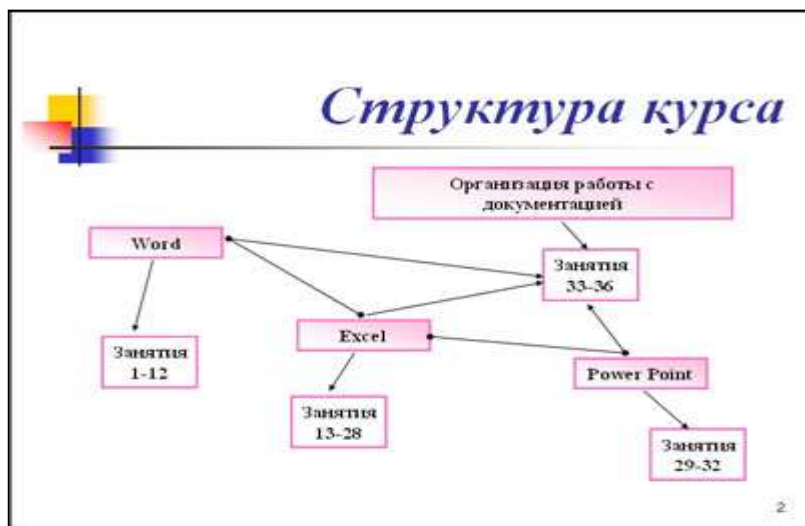 Структура курса
Организация работы с
документацией
Word
Занятия
33-36
Excel
Занятия
1-12
Power Point
Занятия
13-28
Занятия
29-32
2